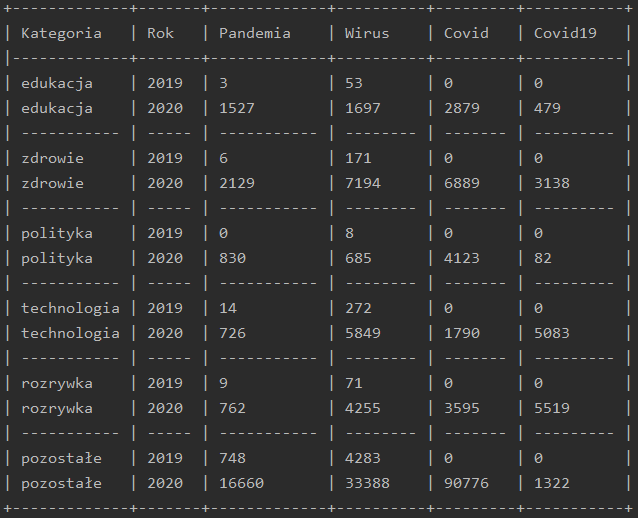 +-------------+-------+------------+----------+--------+-----------+
| Kategoria | Rok | Pandemia | Wirus | Covid | Covid19 |
|-------------+-------+------------+----------+--------+-----------|
| edukacja | 2019 | 3 | 53 | 0 | 0 |
| edukacja | 2020 | 1527 | 1697 | 2879 | 479 |
| ----------- | ----- | ----------- | -------- | ------- | --------- |
| zdrowie | 2019 | 6 | 171 | 0 | 0 |
| zdrowie | 2020 | 2129 | 7194 | 6889 | 3138 |
| ----------- | ----- | ----------- | -------- | ------- | --------- |
| polityka | 2019 | 0 | 8 | 0 | 0 |
| polityka | 2020 | 830 | 685 | 4123 | 82 |
| ----------- | ----- | ----------- | -------- | ------- | --------- |
| technologia | 2019 | 14 | 272 | 0 | 0 |
| technologia | 2020 | 726 | 5849 | 1790 | 5083 |
| ----------- | ----- | ----------- | -------- | ------- | --------- |
| rozrywka | 2019 | 9 | 71 | 0 | 0 |
| rozrywka | 2020 | 762 | 4255 | 3595 | 5519 |
| ----------- | ----- | ----------- | -------- | ------- | --------- |
| pozostałe | 2019 | 748 | 4283 | 0 | 0 |
| pozostałe | 2020 | 16660 | 33388 | 90776 | 1322 |
+-------------+-------+------------+----------+--------+-----------+